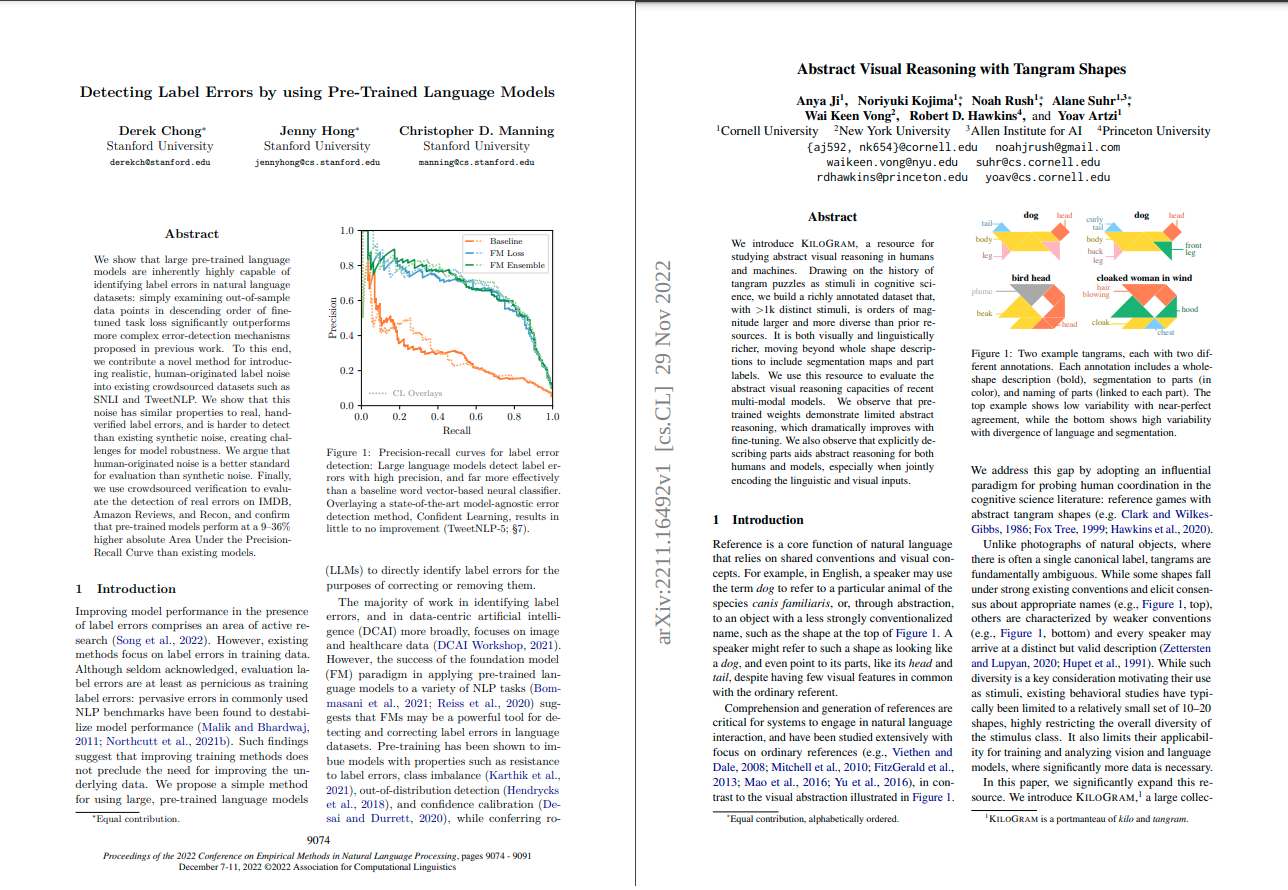 Detecting Label Errors by using Pre-Trained Language Models
Derek Chong* Jenny Hong* Christopher D. Manning
Stanford University Stanford University Stanford University
derekch@stanford.edu jennyhong@cs.stanford.edu manning@cs.stanford.edu
Abstract
We show that large pre-trained language
models are inherently highly capable of
identifying label errors in natural language
datasets: simply examining out-of-sample
data points in descending order of fine-
tuned task loss significantly outperforms
more complex error-detection mechanisms
proposed in previous work. To this end,
we contribute a novel method for introduc-
ing realistic, human-originated label noise
into existing crowdsourced datasets such as
SNLI and TweetNLP. We show that this
noise has similar properties to real, hand-
verified label errors, and is harder to detect
than existing synthetic noise, creating chal-
lenges for model robustness. We argue that
human-originated noise is a better standard
for evaluation than synthetic noise. Finally,
we use crowdsourced verification to evalu-
ate the detection of real errors on IMDB,
Amazon Reviews, and Recon, and confirm
that pre-trained models perform at a 9–36%
higher absolute Area Under the Precision-
Recall Curve than existing models.
1 Introduction
Improving model performance in the presence
of label errors comprises an area of active re-
search (Song et al., 2022). However, existing
methods focus on label errors in training data.
Although seldom acknowledged, evaluation la-
bel errors are at least as pernicious as training
label errors: pervasive errors in commonly used
NLP benchmarks have been found to destabi-
lize model performance (Malik and Bhardwaj,
2011; Northcutt et al., 2021b). Such findings
suggest that improving training methods does
not preclude the need for improving the un-
derlying data. We propose a simple method
for using large, pre-trained language models
*Equal contribution.
1.0
0.8
0.6
0.4
0.2
0.0
Precision
Baseline
FM Loss
FM Ensemble
CL Overlays
0.0 0.2 0.4 0.6 0.8 1.0
Recall
Figure 1: Precision-recall curves for label error
detection: Large language models detect label er-
rors with high precision, and far more effectively
than a baseline word vector-based neural classifier.
Overlaying a state-of-the-art model-agnostic error
detection method, Confident Learning, results in
little to no improvement (TweetNLP-5; §7).
(LLMs) to directly identify label errors for the
purposes of correcting or removing them.
The majority of work in identifying label
errors, and in data-centric artificial intelli-
gence (DCAI) more broadly, focuses on image
and healthcare data (DCAI Workshop, 2021).
However, the success of the foundation model
(FM) paradigm in applying pre-trained lan-
guage models to a variety of NLP tasks (Bom-
masani et al., 2021; Reiss et al., 2020) sug-
gests that FMs may be a powerful tool for de-
tecting and correcting label errors in language
datasets. Pre-training has been shown to im-
bue models with properties such as resistance
to label errors, class imbalance (Karthik et al.,
2021), out-of-distribution detection (Hendrycks
et al., 2018), and confidence calibration (De-
sai and Durrett, 2020), while conferring ro-
9074
Proceedings of the 2022 Conference on Empirical Methods in Natural Language Processing, pages 9074 - 9091
December 7-11, 2022 ©2022 Association for Computational Linguistics
arXiv:2211.16492v1 [cs.CL] 29 Nov 2022
Abstract Visual Reasoning with Tangram Shapes
Anya Ji¹, Noriyuki Kojima¹*, Noah Rush¹*, Alane Suhr¹,³*,
Wai Keen Vong², Robert D. Hawkins⁴, and Yoav Artzi¹
¹Cornell University ²New York University ³Allen Institute for AI ⁴Princeton University
{aj592, nk654}@cornell.edu noahjrush@gmail.com
waikeen.vong@nyu.edu suhr@cs.cornell.edu
rdhawkins@princeton.edu yoav@cs.cornell.edu
Abstract
We introduce KILOGRAM, a resource for
studying abstract visual reasoning in humans
and machines. Drawing on the history of
tangram puzzles as stimuli in cognitive sci-
ence, we build a richly annotated dataset that,
with >1k distinct stimuli, is orders of mag-
nitude larger and more diverse than prior re-
sources. It is both visually and linguistically
richer, moving beyond whole shape descrip-
tions to include segmentation maps and part
labels. We use this resource to evaluate the
abstract visual reasoning capacities of recent
multi-modal models. We observe that pre-
trained weights demonstrate limited abstract
reasoning, which dramatically improves with
fine-tuning. We also observe that explicitly de-
scribing parts aids abstract reasoning for both
humans and models, especially when jointly
encoding the linguistic and visual inputs.
1 Introduction
Reference is a core function of natural language
that relies on shared conventions and visual con-
cepts. For example, in English, a speaker may use
the term dog to refer to a particular animal of the
species canis familiaris, or, through abstraction,
to an object with a less strongly conventionalized
name, such as the shape at the top of Figure 1. A
speaker might refer to such a shape as looking like
a dog, and even point to its parts, like its head and
tail, despite having few visual features in common
with the ordinary referent.
Comprehension and generation of references are
critical for systems to engage in natural language
interaction, and have been studied extensively with
focus on ordinary references (e.g., Viethen and
Dale, 2008; Mitchell et al., 2010; FitzGerald et al.,
2013; Mao et al., 2016; Yu et al., 2016), in con-
trast to the visual abstraction illustrated in Figure 1.
*Equal contribution, alphabetically ordered.
dog
tail
head
body
leg
dog
curly
tail
head
body
back
leg
front
leg
bird head
plume
beak
head
cloaked woman in wind
hair
blowing
hood
cloak
chest
Figure 1: Two example tangrams, each with two dif-
ferent annotations. Each annotation includes a whole-
shape description (bold), segmentation to parts (in
color), and naming of parts (linked to each part). The
top example shows low variability with near-perfect
agreement, while the bottom shows high variability
with divergence of language and segmentation.
We address this gap by adopting an influential
paradigm for probing human coordination in the
cognitive science literature: reference games with
abstract tangram shapes (e.g. Clark and Wilkes-
Gibbs, 1986; Fox Tree, 1999; Hawkins et al., 2020).
Unlike photographs of natural objects, where
there is often a single canonical label, tangrams are
fundamentally ambiguous. While some shapes fall
under strong existing conventions and elicit consen-
sus about appropriate names (e.g., Figure 1, top),
others are characterized by weaker conventions
(e.g., Figure 1, bottom) and every speaker may
arrive at a distinct but valid description (Zettersten
and Lupyan, 2020; Hupet et al., 1991). While such
diversity is a key consideration motivating their use
as stimuli, existing behavioral studies have typi-
cally been limited to a relatively small set of 10–20
shapes, highly restricting the overall diversity of
the stimulus class. It also limits their applicabil-
ity for training and analyzing vision and language
models, where significantly more data is necessary.
In this paper, we significantly expand this re-
source. We introduce KILOGRAM,¹ a large collec-
¹KILOGRAM is a portmanteau of kilo and tangram.